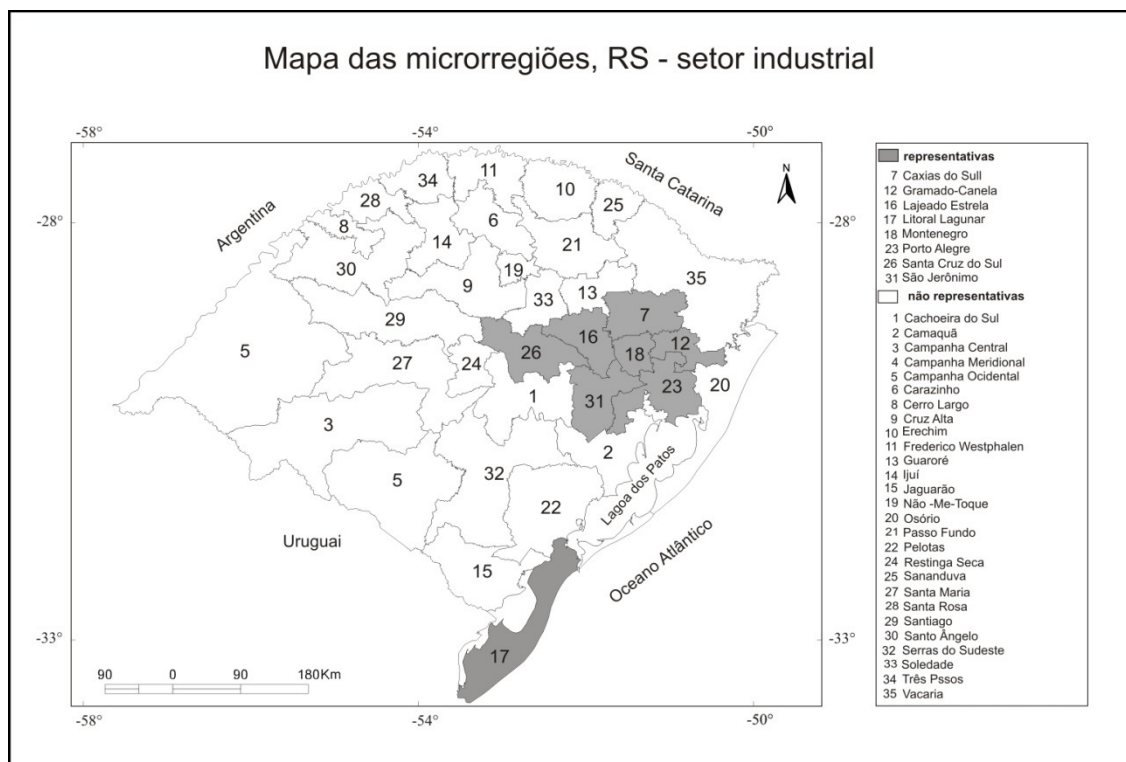 Mapa das microrregiões, RS - setor industrial
-58° -54° -50°
-28° -28°
-33° -33°
-58° -54° -50°
Argentina
Santa Catarina
Uruguai
Oceano Atlântico
Lagoa dos Patos
N
34 11 10 25
28 8 14 6 21
30 19 35
9 33 13
29 7
5 27 24 26 16 18 12
1 31 23 20
3 2
5 32 22
15
17
90 0 90 180Km
representativas
7 Caxias do Sull
12 Gramado-Canela
16 Lajeado Estrela
17 Litoral Lagunar
18 Montenegro
23 Porto Alegre
26 Santa Cruz do Sul
31 São Jerônimo
não representativas
1 Cachoeira do Sul
2 Camaquã
3 Campanha Central
4 Campanha Meridional
5 Campanha Ocidental
6 Carazinho
8 Cerro Largo
9 Cruz Alta
10 Erechim
11 Frederico Westphalen
13 Guaroré
14 Ijuí
15 Jaguarão
19 Não -Me-Toque
20 Osório
21 Passo Fundo
22 Pelotas
24 Restinga Seca
25 Sananduva
27 Santa Maria
28 Santa Rosa
29 Santiago
30 Santo Ângelo
32 Serras do Sudeste
33 Soledade
34 Três Pssos
35 Vacaria